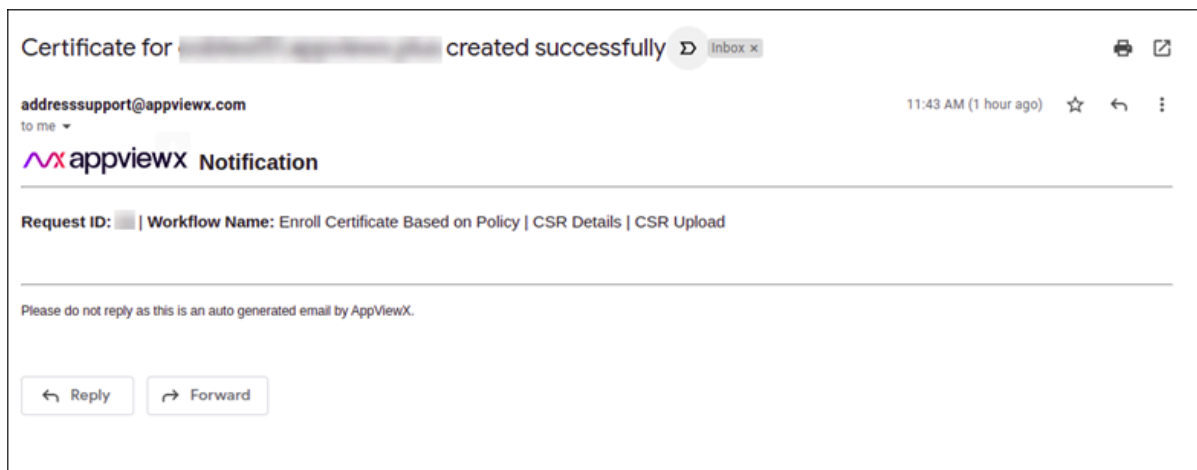 Certificate for created successfully Inbox ×
addresssupport@appviewx.com 11:43 AM (1 hour ago)
to me
appviewx Notification
Request ID: | Workflow Name: Enroll Certificate Based on Policy | CSR Details | CSR Upload
Please do not reply as this is an auto generated email by AppViewX.
Reply Forward